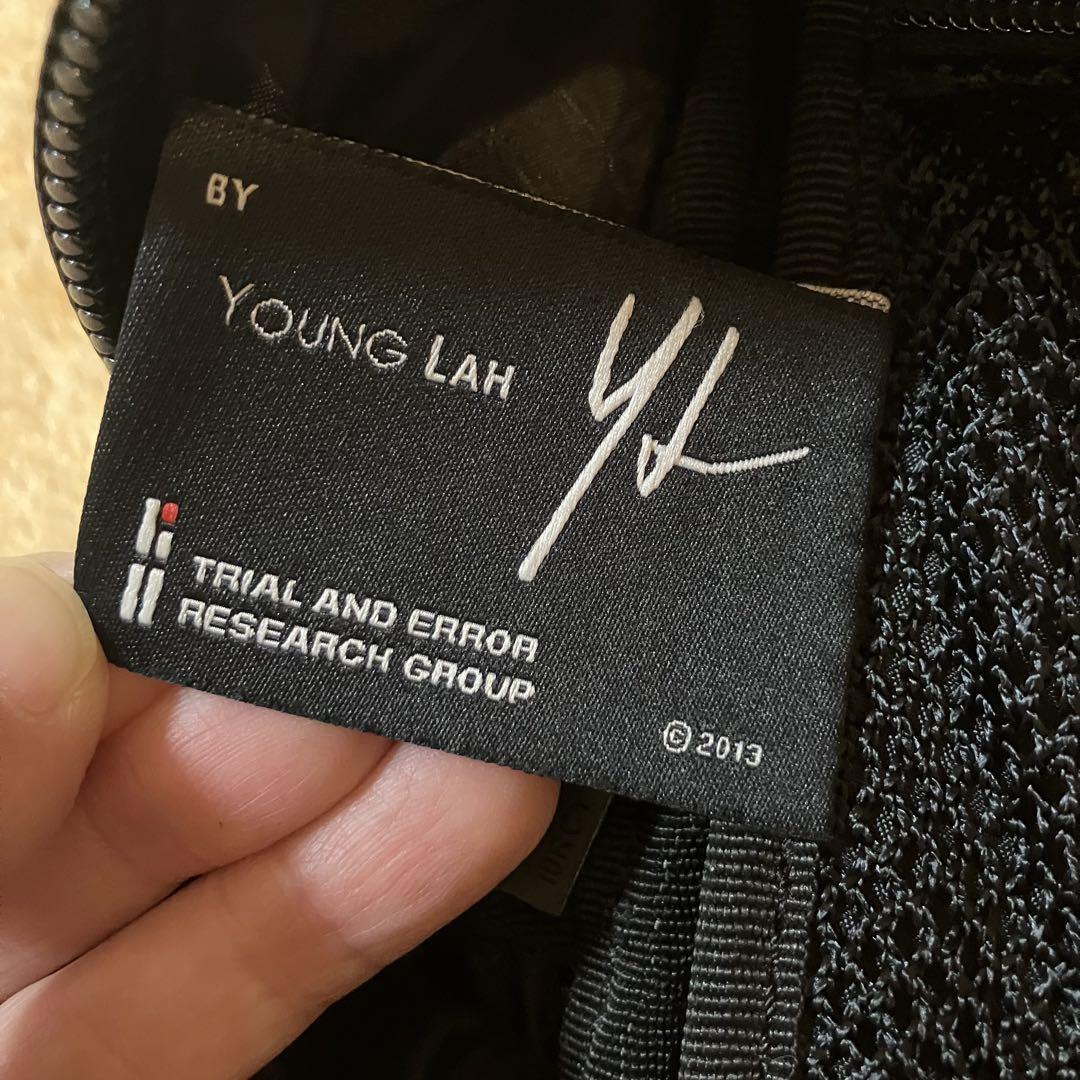 BY
YOUNG LAH
TRIAL AND ERROR
RESEARCH GROUP
© 2013